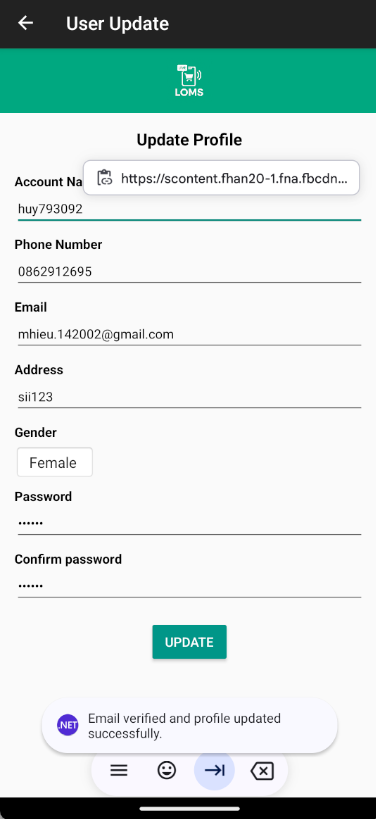 User Update
LOMS
Update Profile
Account Na
https://scontent.fhan20-1.fna.fbcdn...
huy793092
Phone Number
0862912695
Email
mhieu.142002@gmail.com
Address
sii123
Gender
Female
Password
••••••
Confirm password
••••••
UPDATE
.NET
Email verified and profile updated
successfully.